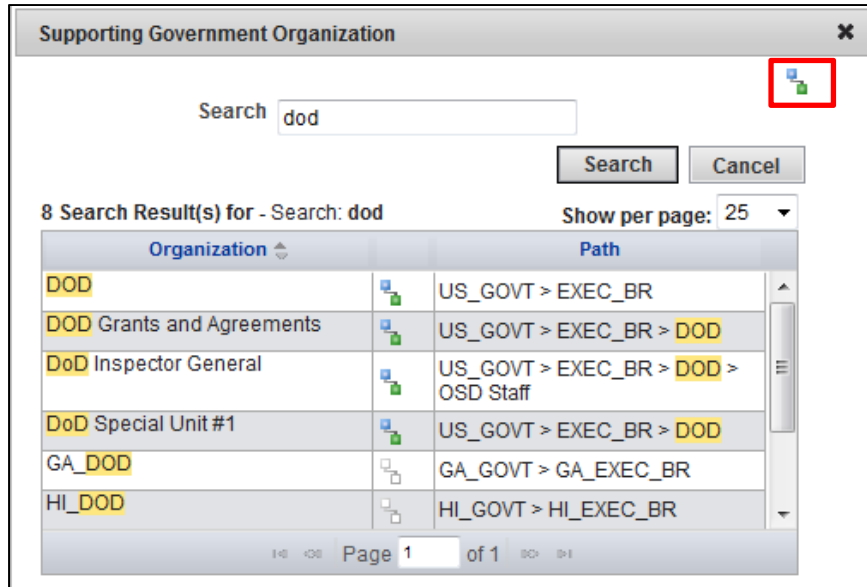 Supporting Government Organization
Search dod
Search Cancel
8 Search Result(s) for - Search: dod Show per page: 25
Organization Path
DOD US_GOVT > EXEC_BR
DOD Grants and Agreements US_GOVT > EXEC_BR > DOD
DoD Inspector General US_GOVT > EXEC_BR > DOD >
OSD Staff
DoD Special Unit #1 US_GOVT > EXEC_BR > DOD
GA_DOD GA_GOVT > GA_EXEC_BR
HI_DOD HI_GOVT > HI_EXEC_BR
Page 1 of 1